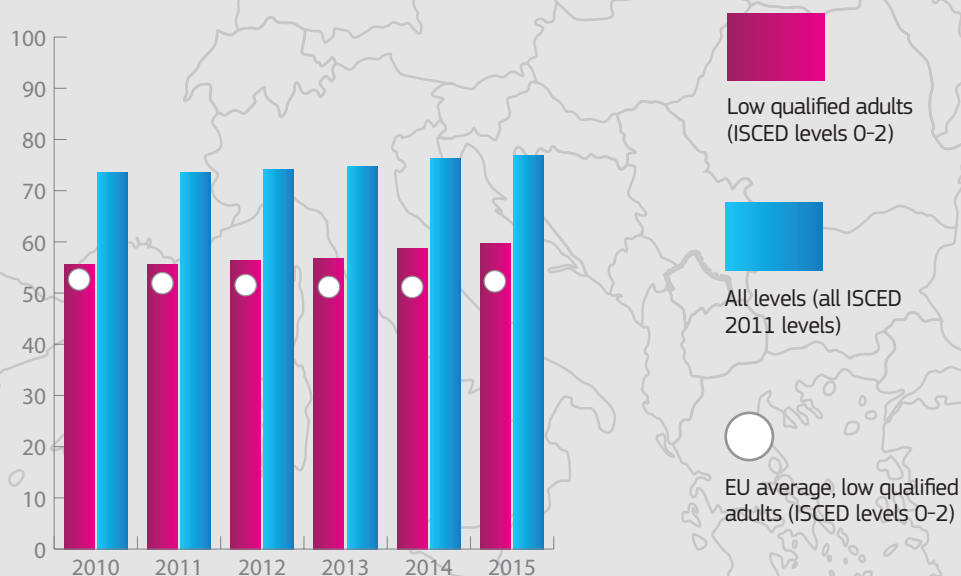 100
90
80
70
60
50
40
30
20
10
0
2010 2011 2012 2013 2014 2015
Low qualified adults
(ISCED levels 0-2)
All levels (all ISCED
2011 levels)
EU average, low qualified
adults (ISCED levels 0-2)